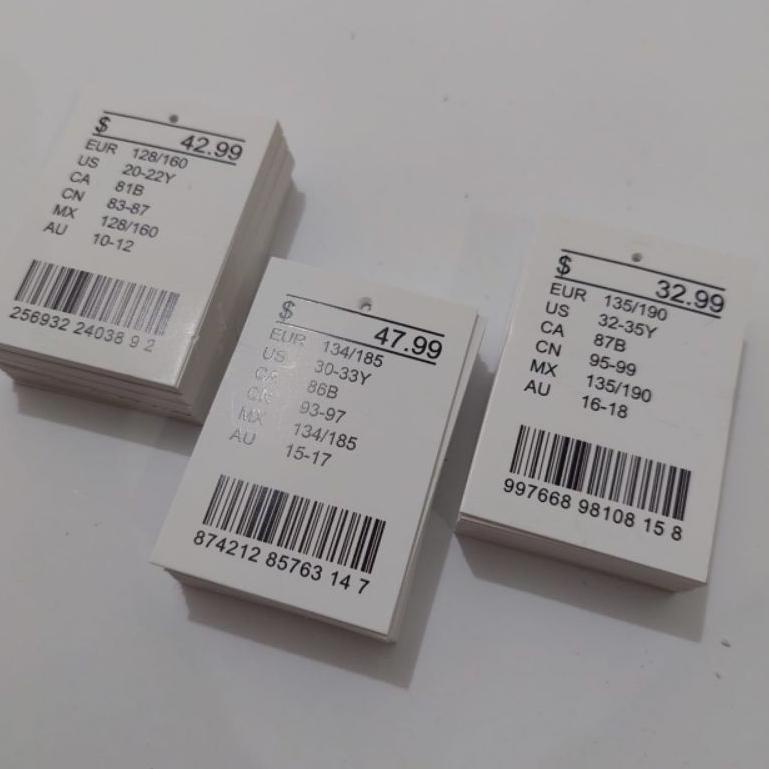 $ 42.99
EUR 128/160
US 20-22Y
CA 81B
CN 83-87
MX 128/160
AU 10-12
256932 24038 9 2
$ 47.99
EUR 134/185
US 30-33Y
CA 86B
CN 93-97
MX 134/185
AU 15-17
874212 85763 14 7
$ 32.99
EUR 135/190
US 32-35Y
CA 87B
CN 95-99
MX 135/190
AU 16-18
997668 98108 15 8